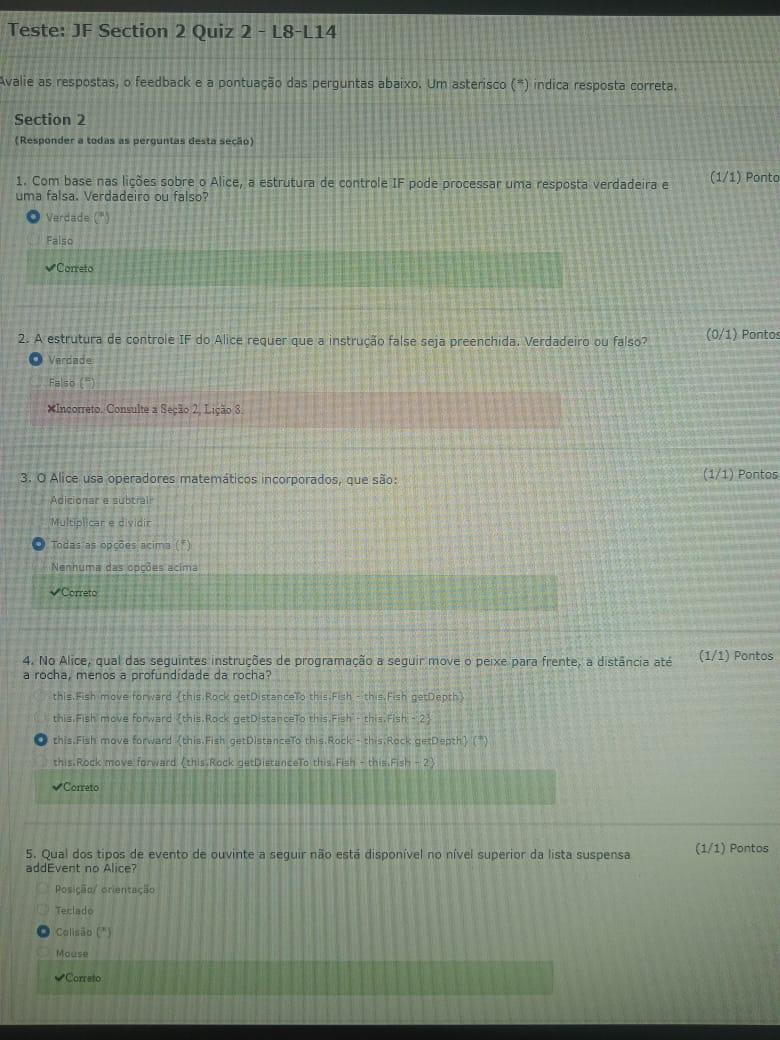 Teste: JF Section 2 Quiz 2 - L8-L14
Avalie as respostas, o feedback e a pontuação das perguntas abaixo. Um asterisco (*) indica resposta correta.
Section 2
(Responder a todas as perguntas desta seção)
1. Com base nas lições sobre o Alice, a estrutura de controle IF pode processar uma resposta verdadeira e
uma falsa. Verdadeiro ou falso?
(1/1) Ponto
Verdade (*)
Falso
✔Correto
2. A estrutura de controle IF do Alice requer que a instrução false seja preenchida. Verdadeiro ou falso?
(0/1) Pontos
Verdade
Falso (*)
✖Incorreto. Consulte a Seção 2, Lição 8.
3. O Alice usa operadores matemáticos incorporados, que são:
(1/1) Pontos
Adicionar e subtrair
Multiplicar e dividir
Todas as opções acima (*)
Nenhuma das opções acima
✔Correto
4. No Alice, qual das seguintes instruções de programação a seguir move o peixe para frente, a distância até
a rocha, menos a profundidade da rocha?
(1/1) Pontos
this.Fish move forward {this.Rock getDistanceTo this.Fish - this.Fish getDepth}
this.Fish move forward {this.Rock getDistanceTo this.Fish - this.Fish - 2}
this.Fish move forward {this.Fish getDistanceTo this.Rock - this.Rock getDepth} (*)
this.Rock move forward {this.Rock getDistanceTo this.Fish - this.Fish - 2}
✔Correto
5. Qual dos tipos de evento de ouvinte a seguir não está disponível no nível superior da lista suspensa
addEvent no Alice?
(1/1) Pontos
Posição/ orientação
Teclado
Colisão (*)
Mouse
✔Correto